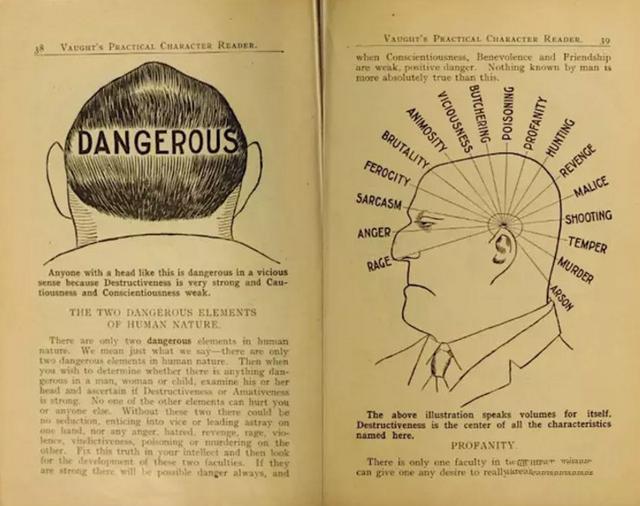 38 VAUGHT'S PRACTICAL CHARACTER READER.
DANGEROUS
Anyone with a head like this is dangerous in a vicious
sense because Destructiveness is very strong and Cau-
tiousness and Conscientiousness weak.
THE TWO DANGEROUS ELEMENTS
OF HUMAN NATURE.
There are only two dangerous elements in human
nature. We mean just what we say—there are only
two dangerous elements in human nature. Then when
you wish to determine whether there is anything dan-
gerous in a man, woman or child, examine his or her
head and ascertain if Destructiveness or Amativeness
is strong. No one of the other elements can hurt you
or anyone else. Without these two there could be
no seduction, enticing into vice or leading astray on
one hand, nor any anger, hatred, revenge, rage, vio-
lence, vindictiveness, poisoning or murdering on the
other. Fix this truth in your intellect and then look
for the development of these two faculties. If they
are strong there will be possible danger always, and
VAUGHT'S PRACTICAL CHARACTER READER. 39
when Conscientiousness, Benevolence and Friendship
are weak, positive danger. Nothing known by man is
more absolutely true than this.
RAGE
ANGER
SARCASM
FEROCITY
BRUTALITY
ANIMOSITY
VICIOUSNESS
BUTCHERING
POISONING
PROFANITY
HUNTING
REVENGE
MALICE
SHOOTING
TEMPER
MURDER
ARSON
The above illustration speaks volumes for itself.
Destructiveness is the center of all the characteristics
named here.
PROFANITY.
There is only one faculty in
can give one any desire to really